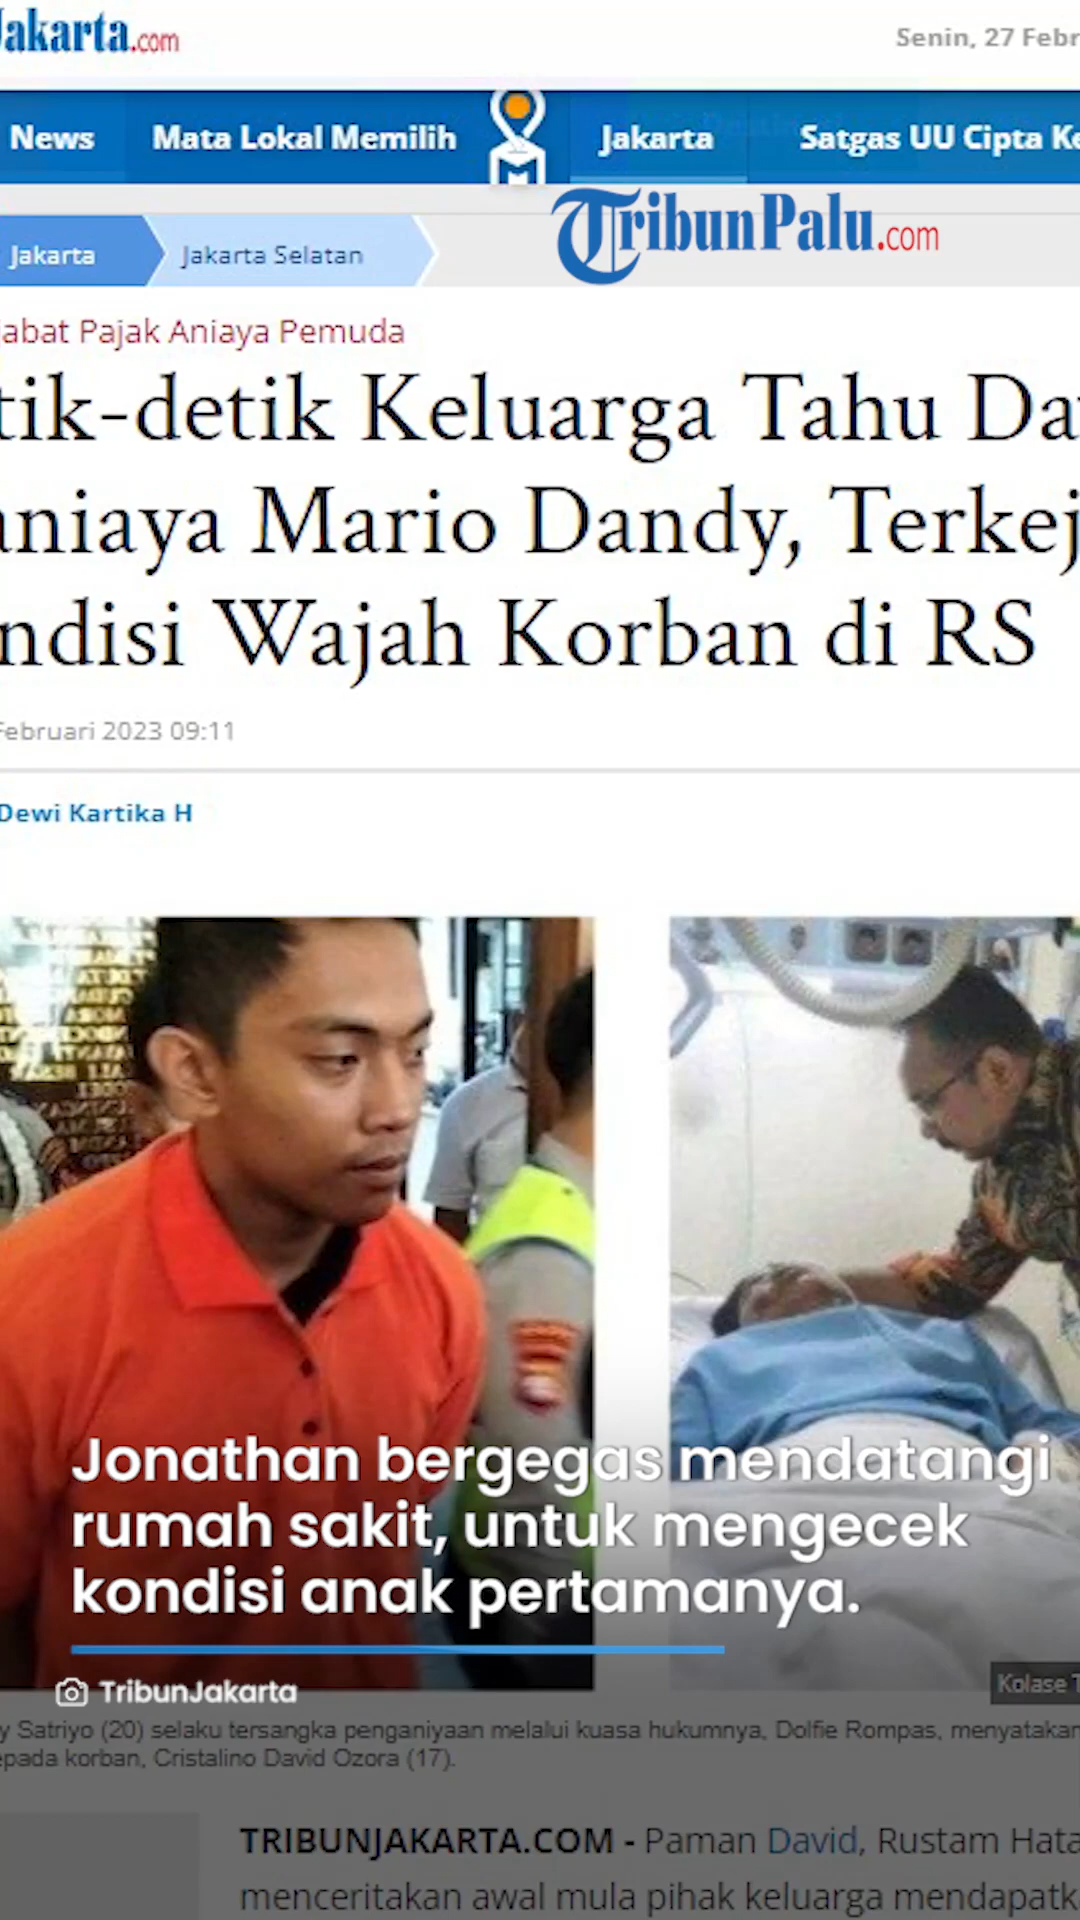 Jakarta.com
Senin, 27 Febr
News
Mata Lokal Memilih
Jakarta
Satgas UU Cipta Ke
Jakarta
Jakarta Selatan
TribunPalu.com
abat Pajak Aniaya Pemuda
tik-detik Keluarga Tahu Da
aniaya Mario Dandy, Terkej
ndisi Wajah Korban di RS
Februari 2023 09:11
Dewi Kartika H
Jonathan bergegas mendatangi
rumah sakit, untuk mengecek
kondisi anak pertamanya.
TribunJakarta
Kolase T
y Satriyo (20) selaku tersangka penganiyaan melalui kuasa hukumnya, Dolfie Rompas, menyatakan
epada korban, Cristalino David Ozora (17).
TRIBUNJAKARTA.COM - Paman David, Rustam Hata
menceritakan awal mula pihak keluarga mendapatk